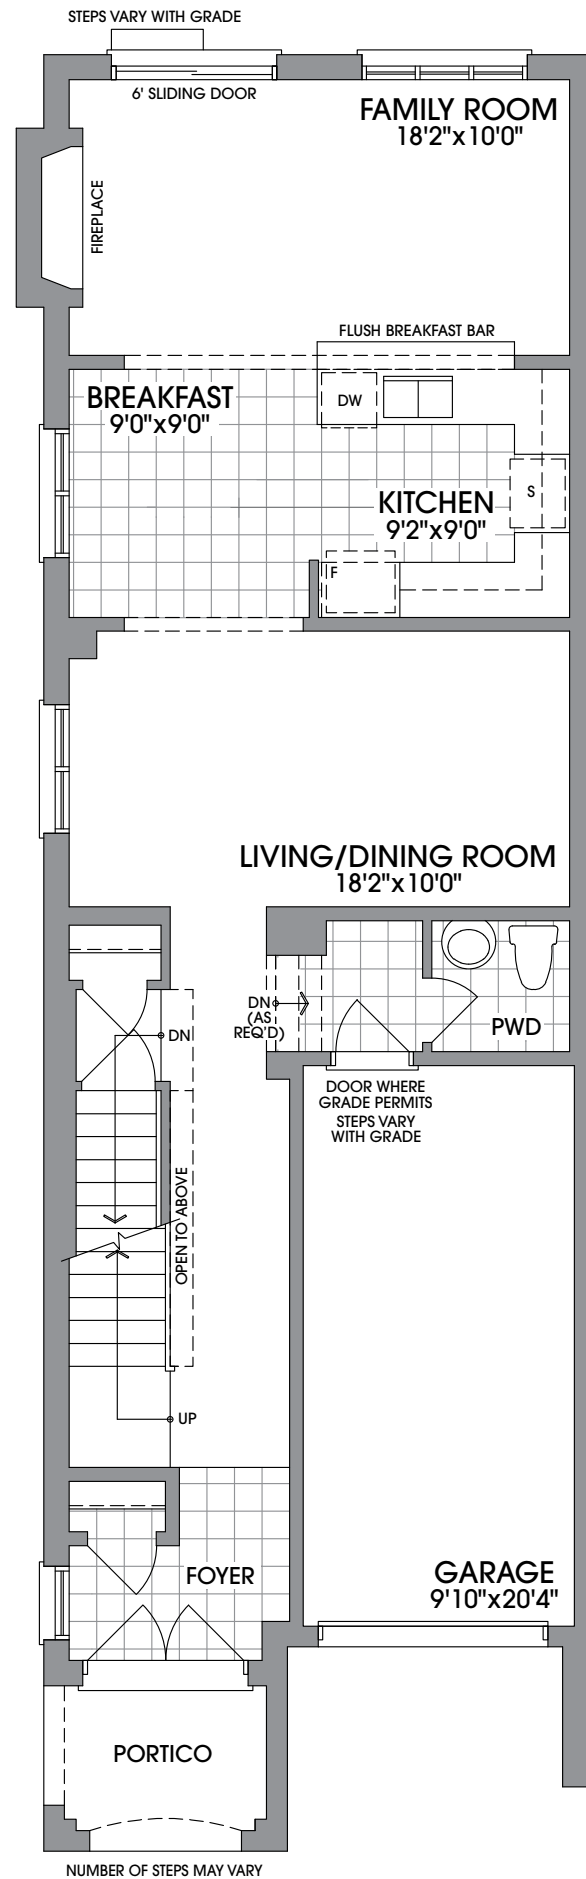 STEPS VARY WITH GRADE
6' SLIDING DOOR
FAMILY ROOM
18'2"x10'0"
FIREPLACE
FLUSH BREAKFAST BAR
BREAKFAST
9'0"x9'0"
DW
KITCHEN
9'2"x9'0"
S
F
LIVING/DINING ROOM
18'2"x10'0"
DN
(AS
REQ'D)
PWD
DN
DOOR WHERE
GRADE PERMITS
STEPS VARY
WITH GRADE
OPEN TO ABOVE
UP
FOYER
GARAGE
9'10"x20'4"
PORTICO
NUMBER OF STEPS MAY VARY